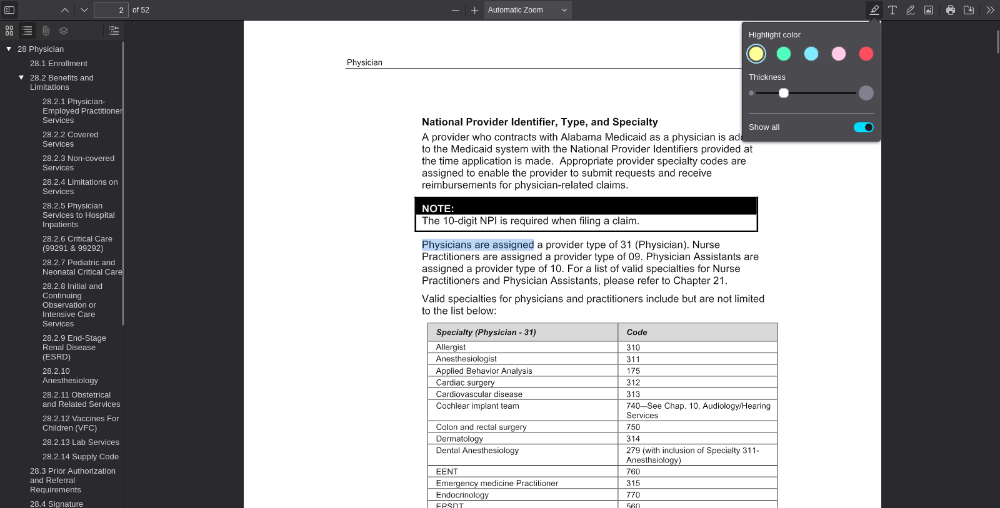 2 of 52
Automatic Zoom
28 Physician
28.1 Enrollment
28.2 Benefits and
Limitations
28.2.1 Physician-
Employed Practitioner
Services
28.2.2 Covered
Services
28.2.3 Non-covered
Services
28.2.4 Limitations on
Services
28.2.5 Physician
Services to Hospital
Inpatients
28.2.6 Critical Care
(99291 & 99292)
28.2.7 Pediatric and
Neonatal Critical Care
28.2.8 Initial and
Continuing
Observation or
Intensive Care
Services
28.2.9 End-Stage
Renal Disease
(ESRD)
28.2.10
Anesthesiology
28.2.11 Obstetrical
and Related Services
28.2.12 Vaccines For
Children (VFC)
28.2.13 Lab Services
28.2.14 Supply Code
28.3 Prior Authorization
and Referral
Requirements
28.4 Signature
Highlight color
Thickness
Show all
Physician
National Provider Identifier, Type, and Specialty
A provider who contracts with Alabama Medicaid as a physician is
to the Medicaid system with the National Provider Identifiers provided at
the time application is made. Appropriate provider specialty codes are
assigned to enable the provider to submit requests and receive
reimbursements for physician-related claims.
NOTE:
The 10-digit NPI is required when filing a claim.
Physicians are assigned a provider type of 31 (Physician). Nurse
Practitioners are assigned a provider type of 09. Physician Assistants are
assigned a provider type of 10. For a list of valid specialties for Nurse
Practitioners and Physician Assistants, please refer to Chapter 21.
Valid specialties for physicians and practitioners include but are not limited
to the list below:
Specialty (Physician - 31) Code
Allergist 310
Anesthesiologist 311
Applied Behavior Analysis 175
Cardiac surgery 312
Cardiovascular disease 313
Cochlear implant team 740—See Chap. 10, Audiology/Hearing
Services
Colon and rectal surgery 750
Dermatology 314
Dental Anesthesiology 279 (with inclusion of Specialty 311-
Anesthsiology)
EENT 760
Emergency medicine Practitioner 315
Endocrinology 770
EPSDT 560